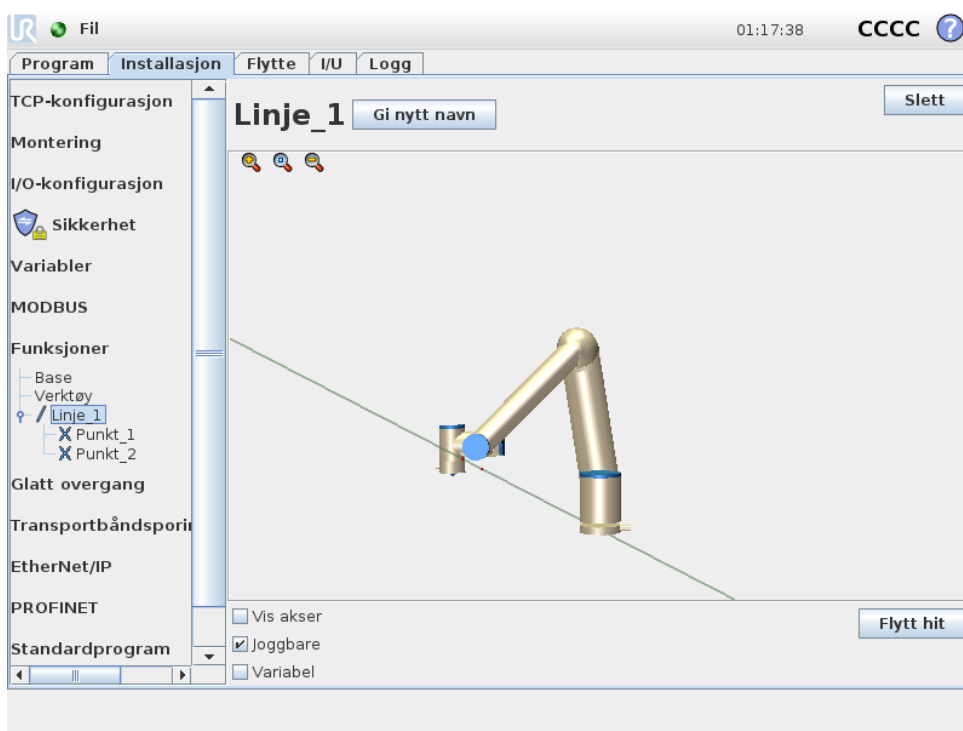 UR Fil 01:17:38 CCCC ?
Program Installasjon Flytte I/U Logg
TCP-konfigurasjon
Montering
I/O-konfigurasjon
Sikkerhet
Variabler
MODBUS
Funksjoner
Base
Verktøy
Linje_1
Punkt_1
Punkt_2
Glatt overgang
Transportbåndsporin
EtherNet/IP
PROFINET
Standardprogram
Linje_1 Gi nytt navn Slett
Vis akser
Joggbare
Variabel
Flytt hit